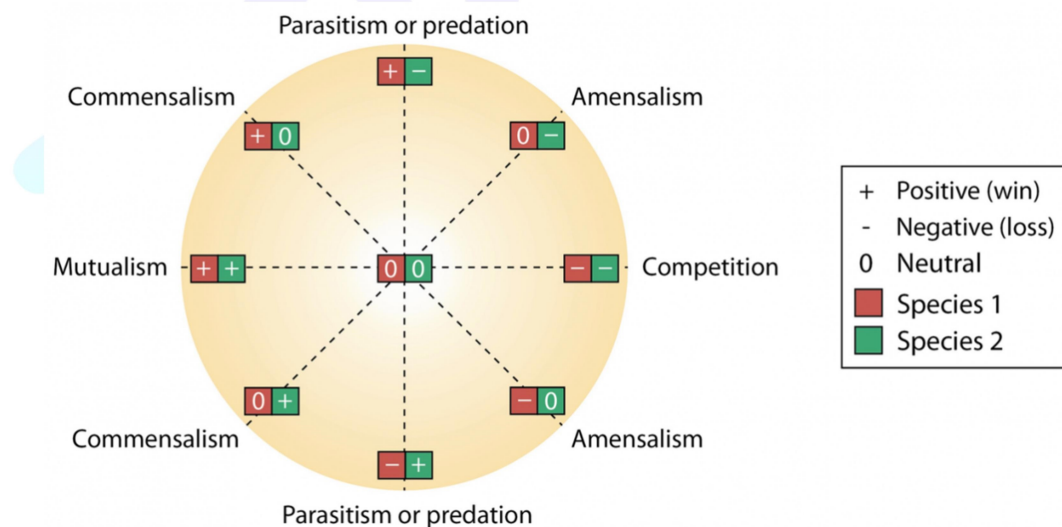 Parasitism or predation
+ -
Commensalism
Amensalism
+ 0
0 -
Mutualism
+ +
0 0
- -
Competition
0 +
- 0
Commensalism
Amensalism
- +
Parasitism or predation
+ Positive (win)
- Negative (loss)
0 Neutral
Species 1
Species 2